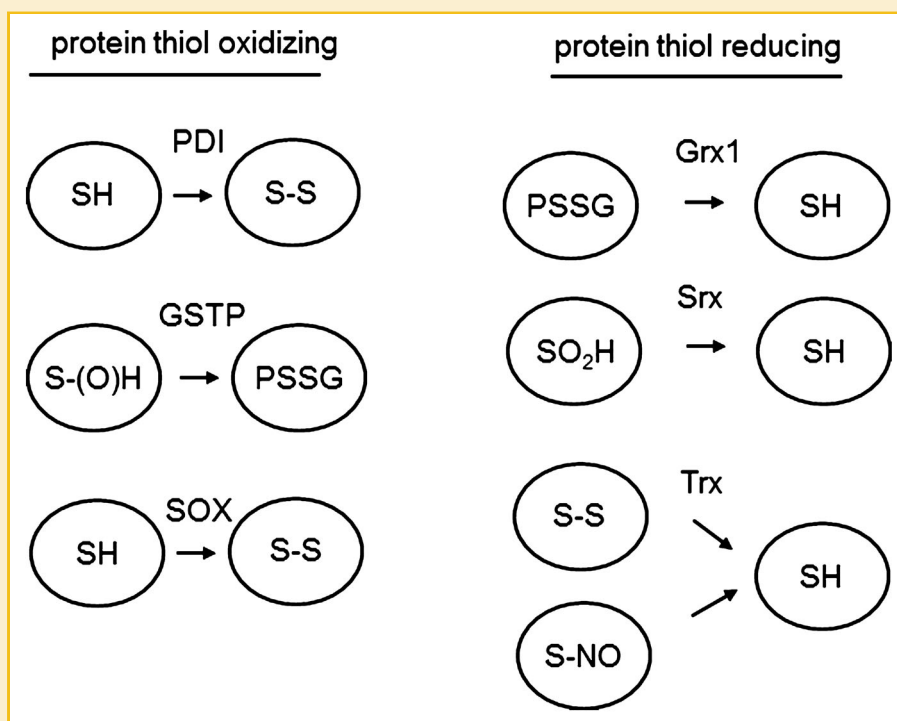 protein thiol oxidizing
PDI
SH
S-S
GSTP
S-(O)H
PSSG
SOX
SH
S-S
protein thiol reducing
Grx1
PSSG
SH
Srx
SO₂H
SH
Trx
S-S
SH
S-NO